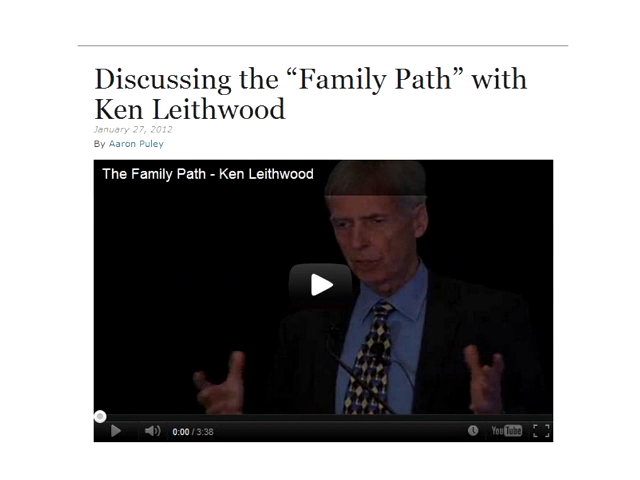 Discussing the “Family Path” with
Ken Leithwood
January 27, 2012
By Aaron Puley
The Family Path - Ken Leithwood
0:00 / 3:38
YouTube